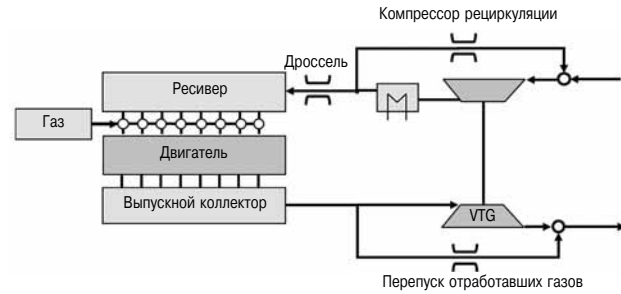 Компрессор рециркуляции
Дроссель
Ресивер
Газ
Двигатель
Выпускной коллектор
VTG
Перепуск отработавших газов